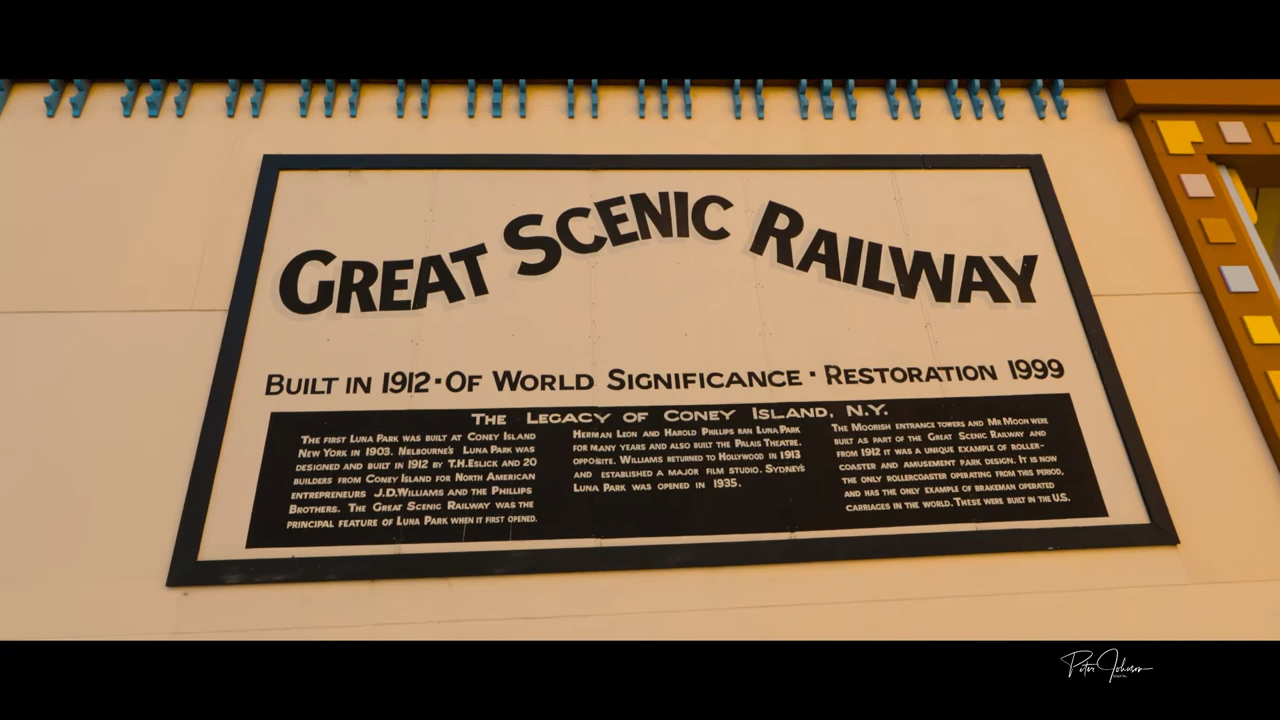 GREAT SCENIC RAILWAY
BUILT IN 1912 · OF WORLD SIGNIFICANCE · RESTORATION 1999
THE LEGACY OF CONEY ISLAND, N.Y.
THE FIRST LUNA PARK WAS BUILT AT CONEY ISLAND
NEW YORK IN 1903. NELBOURNE'S LUNA PARK WAS
DESIGNED AND BUILT IN 1912 BY T.H.ESLICK AND 20
BUILDERS FROM CONEY ISLAND FOR NORTH AMERICAN
ENTREPRENEURS J.D.WILLIAMS AND THE PHILLIPS
BROTHERS. THE GREAT SCENIC RAILWAY WAS THE
PRINCIPAL FEATURE OF LUNA PARK WHEN IT FIRST OPENED.
HERMAN LEON AND HAROLD PHILLIPS RAN LUNA PARK
FOR MANY YEARS AND ALSO BUILT THE PALAIS THEATRE.
OPPOSITE. WILLIAMS RETURNED TO HOLLYWOOD IN 1913
AND ESTABLISHED A MAJOR FILM STUDIO. SYDNEY'S
LUNA PARK WAS OPENED IN 1935.
THE MOORISH ENTRANCE TOWERS AND MR MOON WERE
BUILT AS PART OF THE GREAT SCENIC RAILWAY AND
FROM 1912 IT WAS A UNIQUE EXAMPLE OF ROLLER-
COASTER AND AMUSEMENT PARK DESIGN. IT IS NOW
THE ONLY ROLLERCOASTER OPERATING FROM THIS PERIOD,
AND HAS THE ONLY EXAMPLE OF BRAKEMAN OPERATED
CARRIAGES IN THE WORLD. THESE WERE BUILT IN THE U.S.
Peter Johnson
DIGITAL